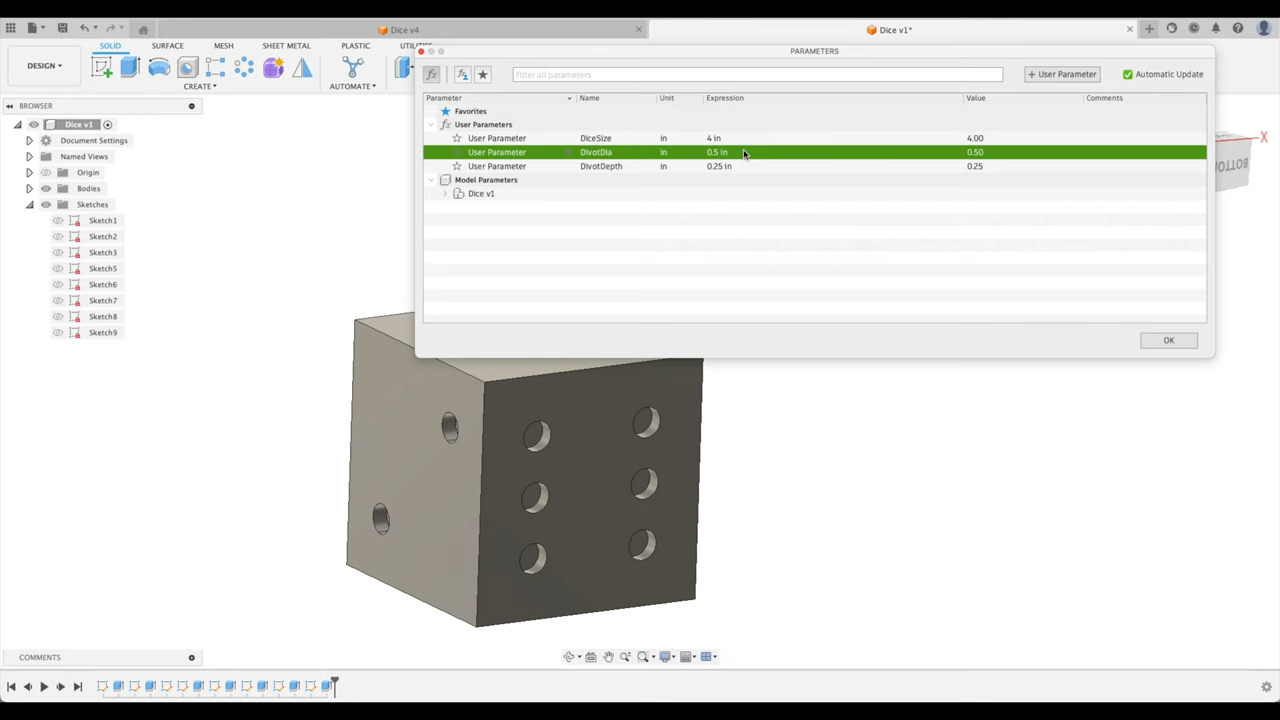 Dice v4
Dice v1*
SOLID SURFACE MESH SHEET METAL PLASTIC UTILIT
DESIGN
CREATE AUTOMATE
PARAMETERS
Filter all parameters
User Parameter
Automatic Update
Parameter Name Unit Expression Value Comments
Favorites
User Parameters
User Parameter DiceSize in 4 in 4.00
User Parameter DivotDia in 0.5 in 0.50
User Parameter DivotDepth in 0.25 in 0.25
Model Parameters
Dice v1
OK
BROWSER
Dice v1
Document Settings
Named Views
Origin
Bodies
Sketches
Sketch1
Sketch2
Sketch3
Sketch5
Sketch6
Sketch7
Sketch8
Sketch9
BOTTOM
X
COMMENTS